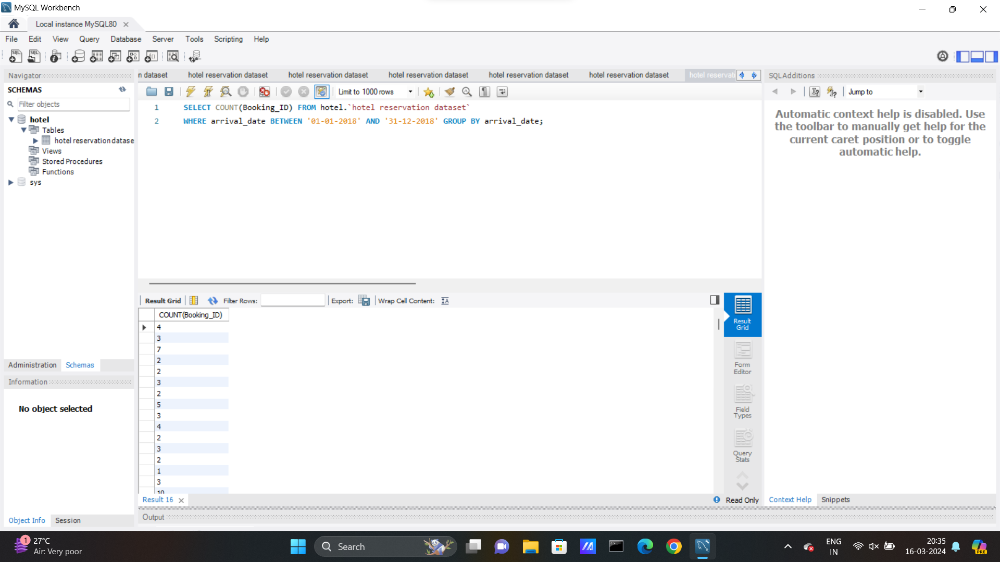 MySQL Workbench
Local instance MySQL80
File Edit View Query Database Server Tools Scripting Help
Navigator
SCHEMAS
Filter objects
hotel
Tables
hotel reservation datase
Views
Stored Procedures
Functions
sys
Administration Schemas
Information
No object selected
Object Info Session
n dataset hotel reservation dataset hotel reservation dataset hotel reservation dataset hotel reservation dataset hotel reservation dataset hotel reservati
Limit to 1000 rows
1 SELECT COUNT(Booking_ID) FROM hotel.`hotel reservation dataset`
2 WHERE arrival_date BETWEEN '01-01-2018' AND '31-12-2018' GROUP BY arrival_date;
Result Grid Filter Rows: Export: Wrap Cell Content:
COUNT(Booking_ID)
4
3
7
2
2
3
2
5
3
4
2
3
2
1
3
10
Result Grid
Form Editor
Field Types
Query Stats
Result 16 Read Only
Output
SQLAdditions
Jump to
Automatic context help is disabled. Use
the toolbar to manually get help for the
current caret position or to toggle
automatic help.
Context Help Snippets
1
27°C
Air: Very poor
Search
ENG
IN
20:35
16-03-2024
PRE